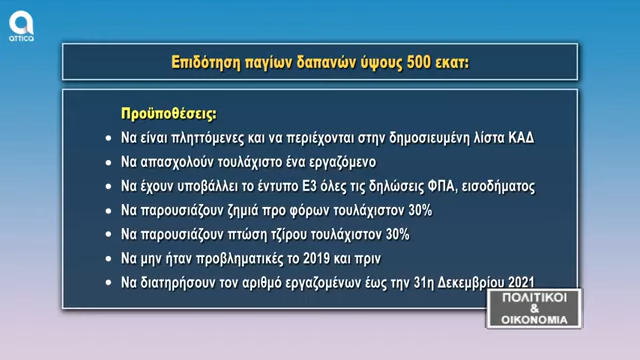 attica
Επιδότηση παγίων δαπανών ύψους 500 εκατ:
Προϋποθέσεις:
• Να είναι πληττόμενες και να περιέχονται στην δημοσιευμένη λίστα ΚΑΔ
• Να απασχολούν τουλάχιστο ένα εργαζόμενο
• Να έχουν υποβάλλει το έντυπο Ε3 όλες τις δηλώσεις ΦΠΑ, εισοδήματος
• Να παρουσιάζουν ζημιά προ φόρων τουλάχιστον 30%
• Να παρουσιάζουν πτώση τζίρου τουλάχιστον 30%
• Να μην ήταν προβληματικές το 2019 και πριν
• Να διατηρήσουν τον αριθμό εργαζομένων έως την 31η Δεκεμβρίου 2021
ΠΟΛΙΤΙΚΟΙ
&
ΟΙΚΟΝΟΜΙΑ